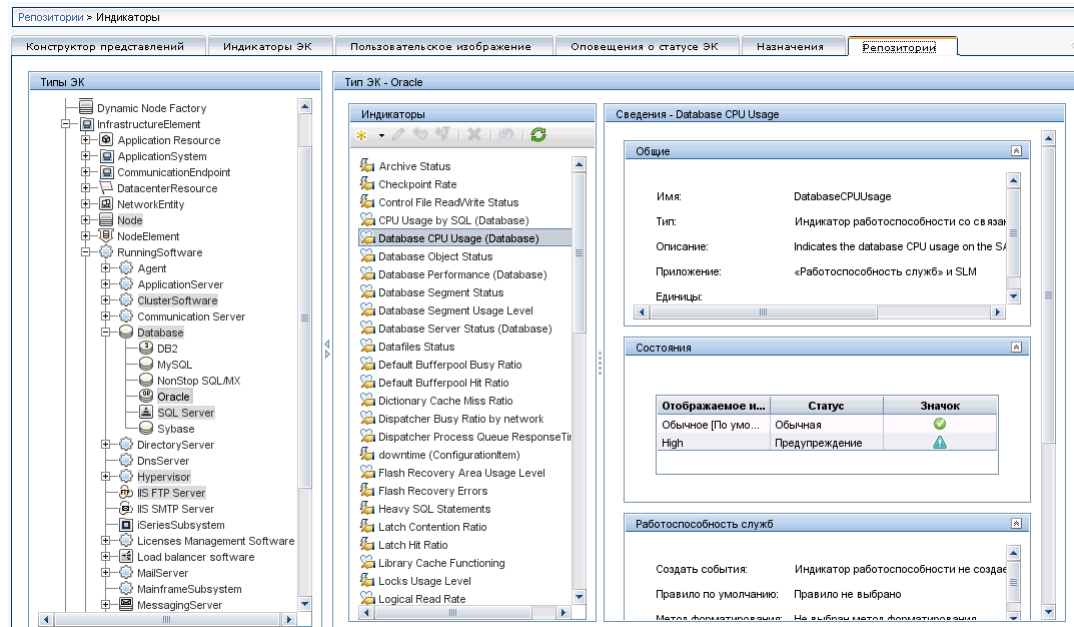 Репозитории > Индикаторы
Конструктор представлений
Индикаторы ЭК
Пользовательское изображение
Оповещения о статусе ЭК
Назначения
Репозитории
Типы ЭК
Dynamic Node Factory
InfrastructureElement
Application Resource
ApplicationSystem
CommunicationEndpoint
DatacenterResource
NetworkEntity
Node
NodeElement
RunningSoftware
Agent
ApplicationServer
ClusterSoftware
Communication Server
Database
DB2
MySQL
NonStop SQL/MX
Oracle
SQL Server
Sybase
DirectoryServer
DnsServer
Hypervisor
IIS FTP Server
IIS SMTP Server
iSeriesSubsystem
Licenses Management Software
Load balancer software
MailServer
MainframeSubsystem
MessagingServer
Тип ЭК - Oracle
Индикаторы
Archive Status
Checkpoint Rate
Control File Read/Write Status
CPU Usage by SQL (Database)
Database CPU Usage (Database)
Database Object Status
Database Performance (Database)
Database Segment Status
Database Segment Usage Level
Database Server Status (Database)
Datafiles Status
Default Bufferpool Busy Ratio
Default Bufferpool Hit Ratio
Dictionary Cache Miss Ratio
Dispatcher Busy Ratio by network
Dispatcher Process Queue ResponseTir
downtime (ConfigurationItem)
Flash Recovery Area Usage Level
Flash Recovery Errors
Heavy SQL Statements
Latch Contention Ratio
Latch Hit Ratio
Library Cache Functioning
Locks Usage Level
Logical Read Rate
Сведения - Database CPU Usage
Общие
Имя: DatabaseCPUUsage
Тип: Индикатор работоспособности со связан
Описание: Indicates the database CPU usage on the SA
Приложение: «Работоспособность служб» и SLM
Единицы:
Состояния
Отображаемое и... Статус Значок
Обычное [По умо... Обычная
High Предупреждение
Работоспособность служб
Создать события: Индикатор работоспособности не создае
Правило по умолчанию: Правило не выбрано
Метод форматирования: Не выбран метод форматирования